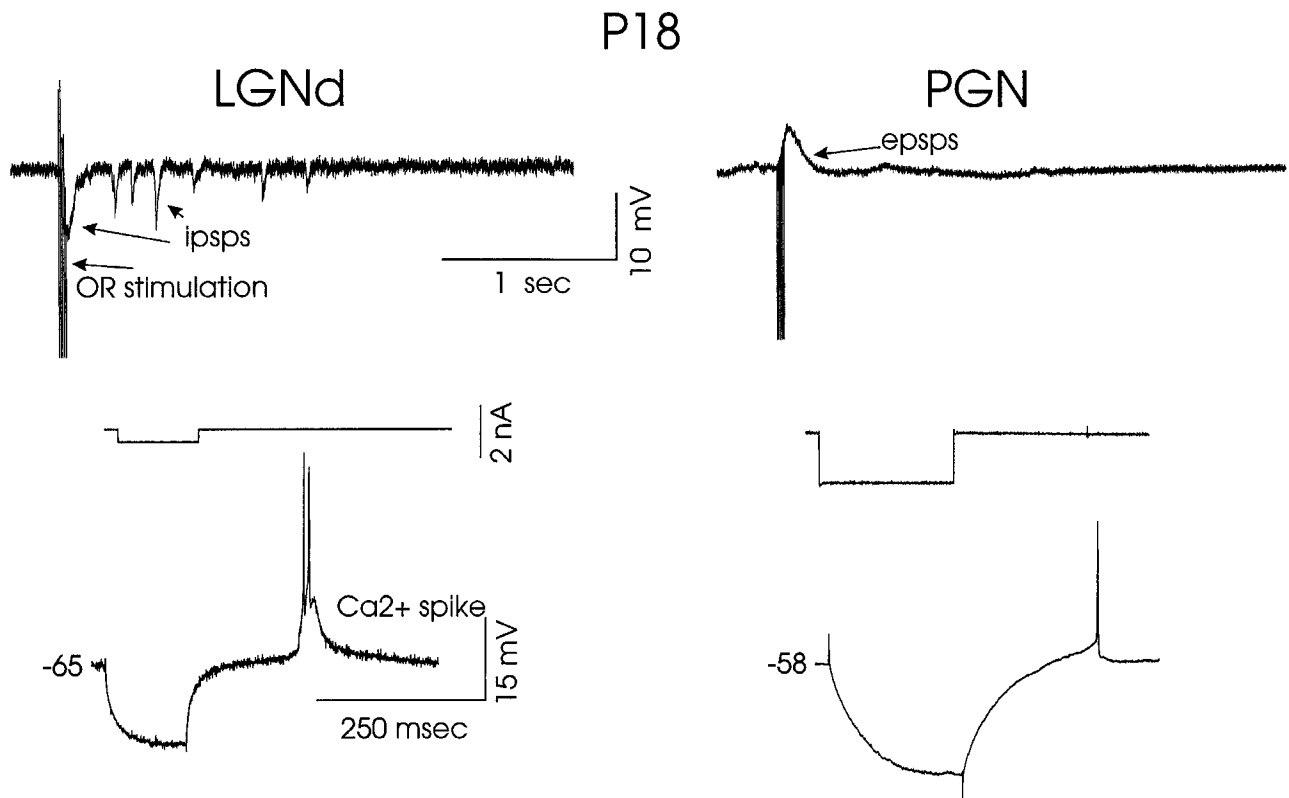 P18
LGNd
PGN
epsps
ipsps
OR stimulation
1 sec
10 mV
2 nA
Ca2+ spike
-65
15 mV
250 msec
-58